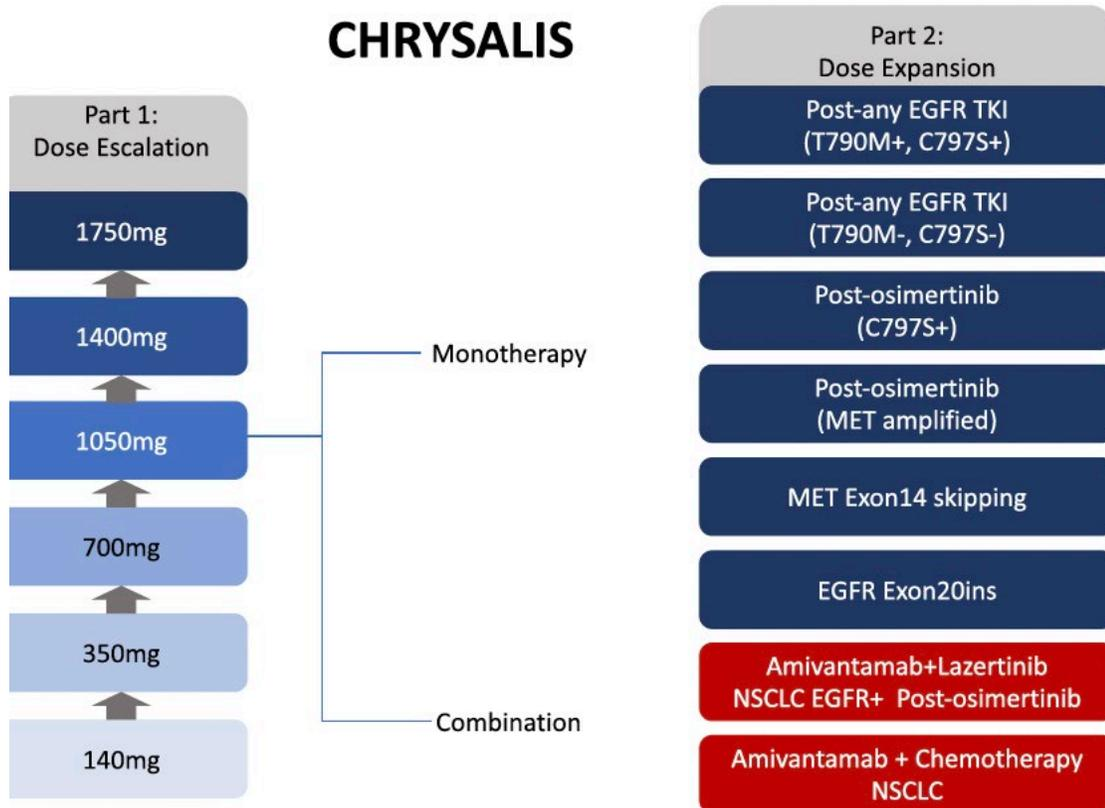 CHRYSALIS
Part 1:
Dose Escalation
1750mg
1400mg
1050mg
700mg
350mg
140mg
Monotherapy
Combination
Part 2:
Dose Expansion
Post-any EGFR TKI
(T790M+, C797S+)
Post-any EGFR TKI
(T790M-, C797S-)
Post-osimertinib
(C797S+)
Post-osimertinib
(MET amplified)
MET Exon14 skipping
EGFR Exon20ins
Amivantamab+Lazertinib
NSCLC EGFR+ Post-osimertinib
Amivantamab + Chemotherapy
NSCLC